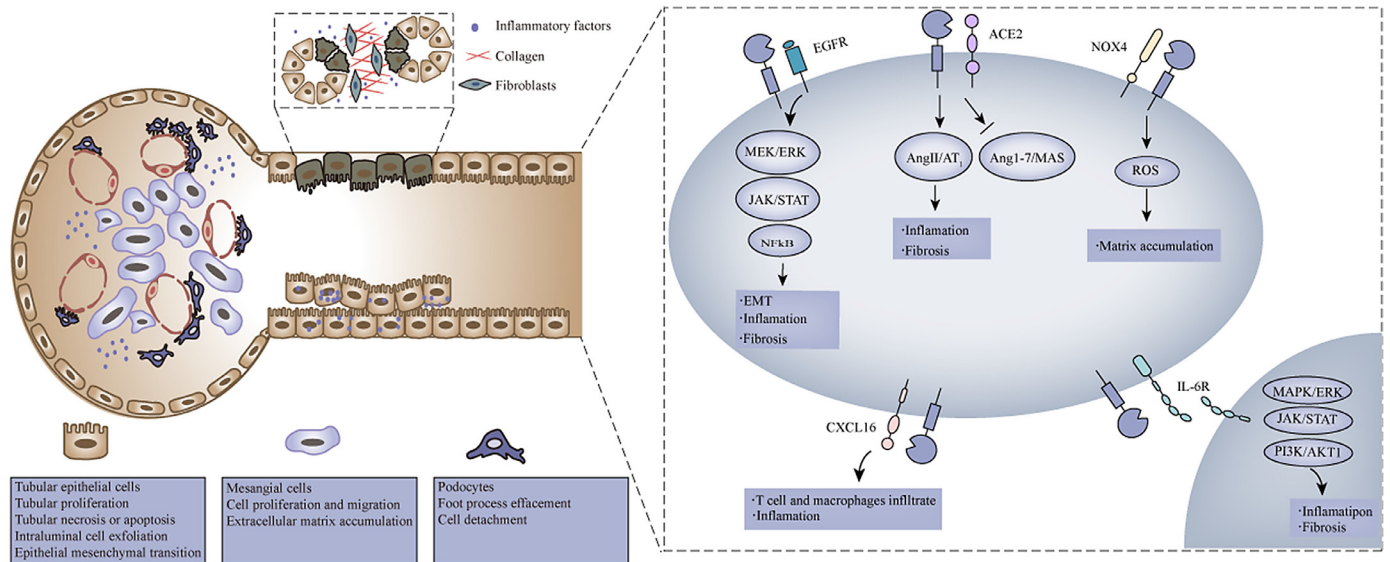 Inflammatory factors
Collagen
Fibroblasts
Tubular epithelial cells
Tubular proliferation
Tubular necrosis or apoptosis
Intraluminal cell exfoliation
Epithelial mesenchymal transition
Mesangial cells
Cell proliferation and migration
Extracellular matrix accumulation
Podocytes
Foot process effacement
Cell detachment
EGFR
MEK/ERK
JAK/STAT
NFkB
·EMT
·Inflamation
·Fibrosis
ACE2
AngII/AT1
Ang1-7/MAS
·Inflamation
·Fibrosis
NOX4
ROS
·Matrix accumulation
CXCL16
·T cell and macrophages infiltrate
·Inflamation
IL-6R
MAPK/ERK
JAK/STAT
PI3K/AKT1
·Inflamatipon
·Fibrosis